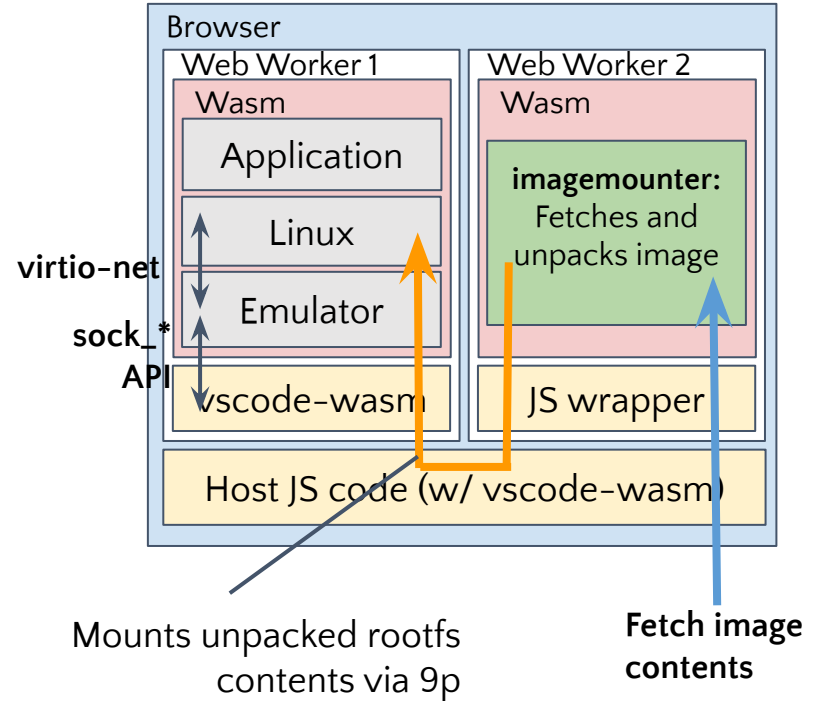 Browser
Web Worker 1
Wasm
Application
Linux
Emulator
vscode-wasm
virtio-net
sock_*
API
Web Worker 2
Wasm
imagemounter:
Fetches and
unpacks image
JS wrapper
Host JS code (w/ vscode-wasm)
Mounts unpacked rootfs
contents via 9p
Fetch image
contents